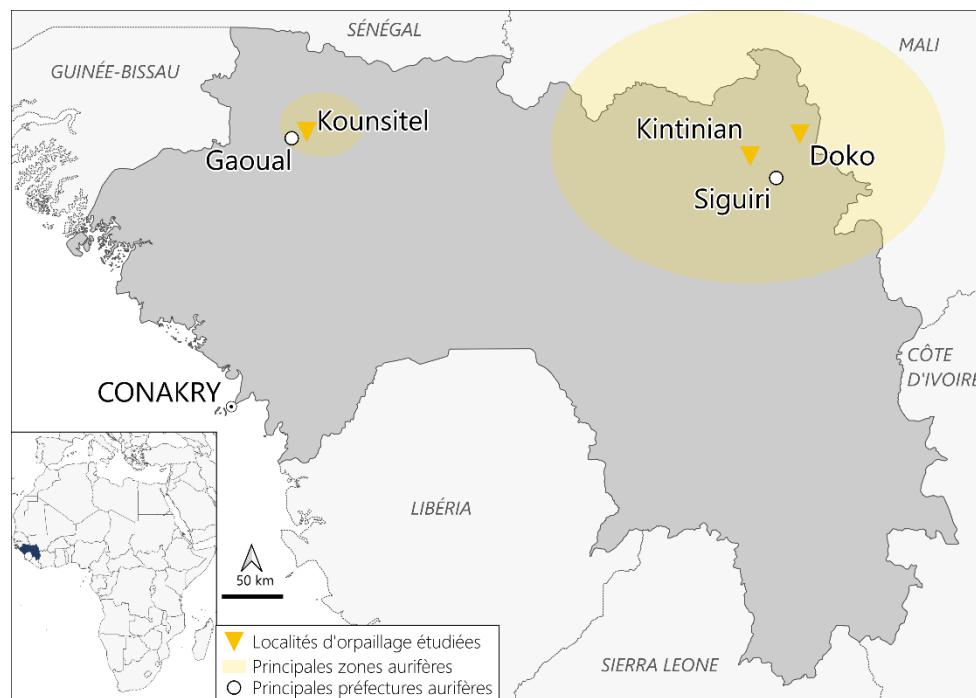 SÉNÉGAL
MALI
GUINÉE-BISSAU
Kounsitel
Gaoual
Kintinian
Doko
Siguiri
CÔTE
D'IVOIRE
CONAKRY
LIBÉRIA
50 km
SIERRA LEONE
Localités d'orpaillage étudiées
Principales zones aurifères
Principales préfectures aurifères